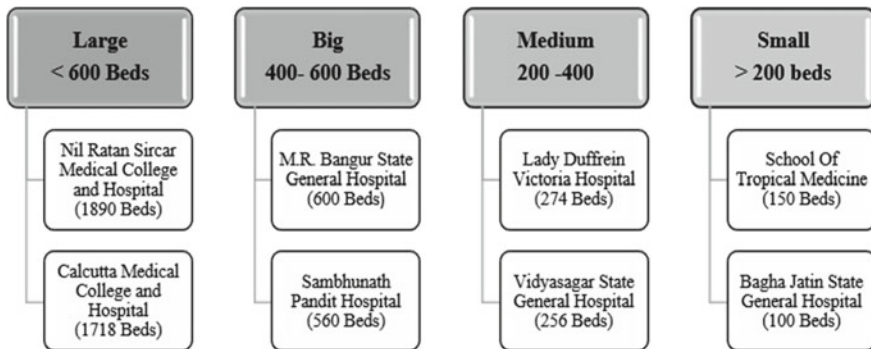 Large
< 600 Beds
Nil Ratan Sircar
Medical College
and Hospital
(1890 Beds)
Calcutta Medical
College and
Hospital
(1718 Beds)
Big
400- 600 Beds
M.R. Bangur State
General Hospital
(600 Beds)
Sambhunath
Pandit Hospital
(560 Beds)
Medium
200 -400
Lady Duffrein
Victoria Hospital
(274 Beds)
Vidyasagar State
General Hospital
(256 Beds)
Small
> 200 beds
School Of
Tropical Medicine
(150 Beds)
Bagha Jatin State
General Hospital
(100 Beds)